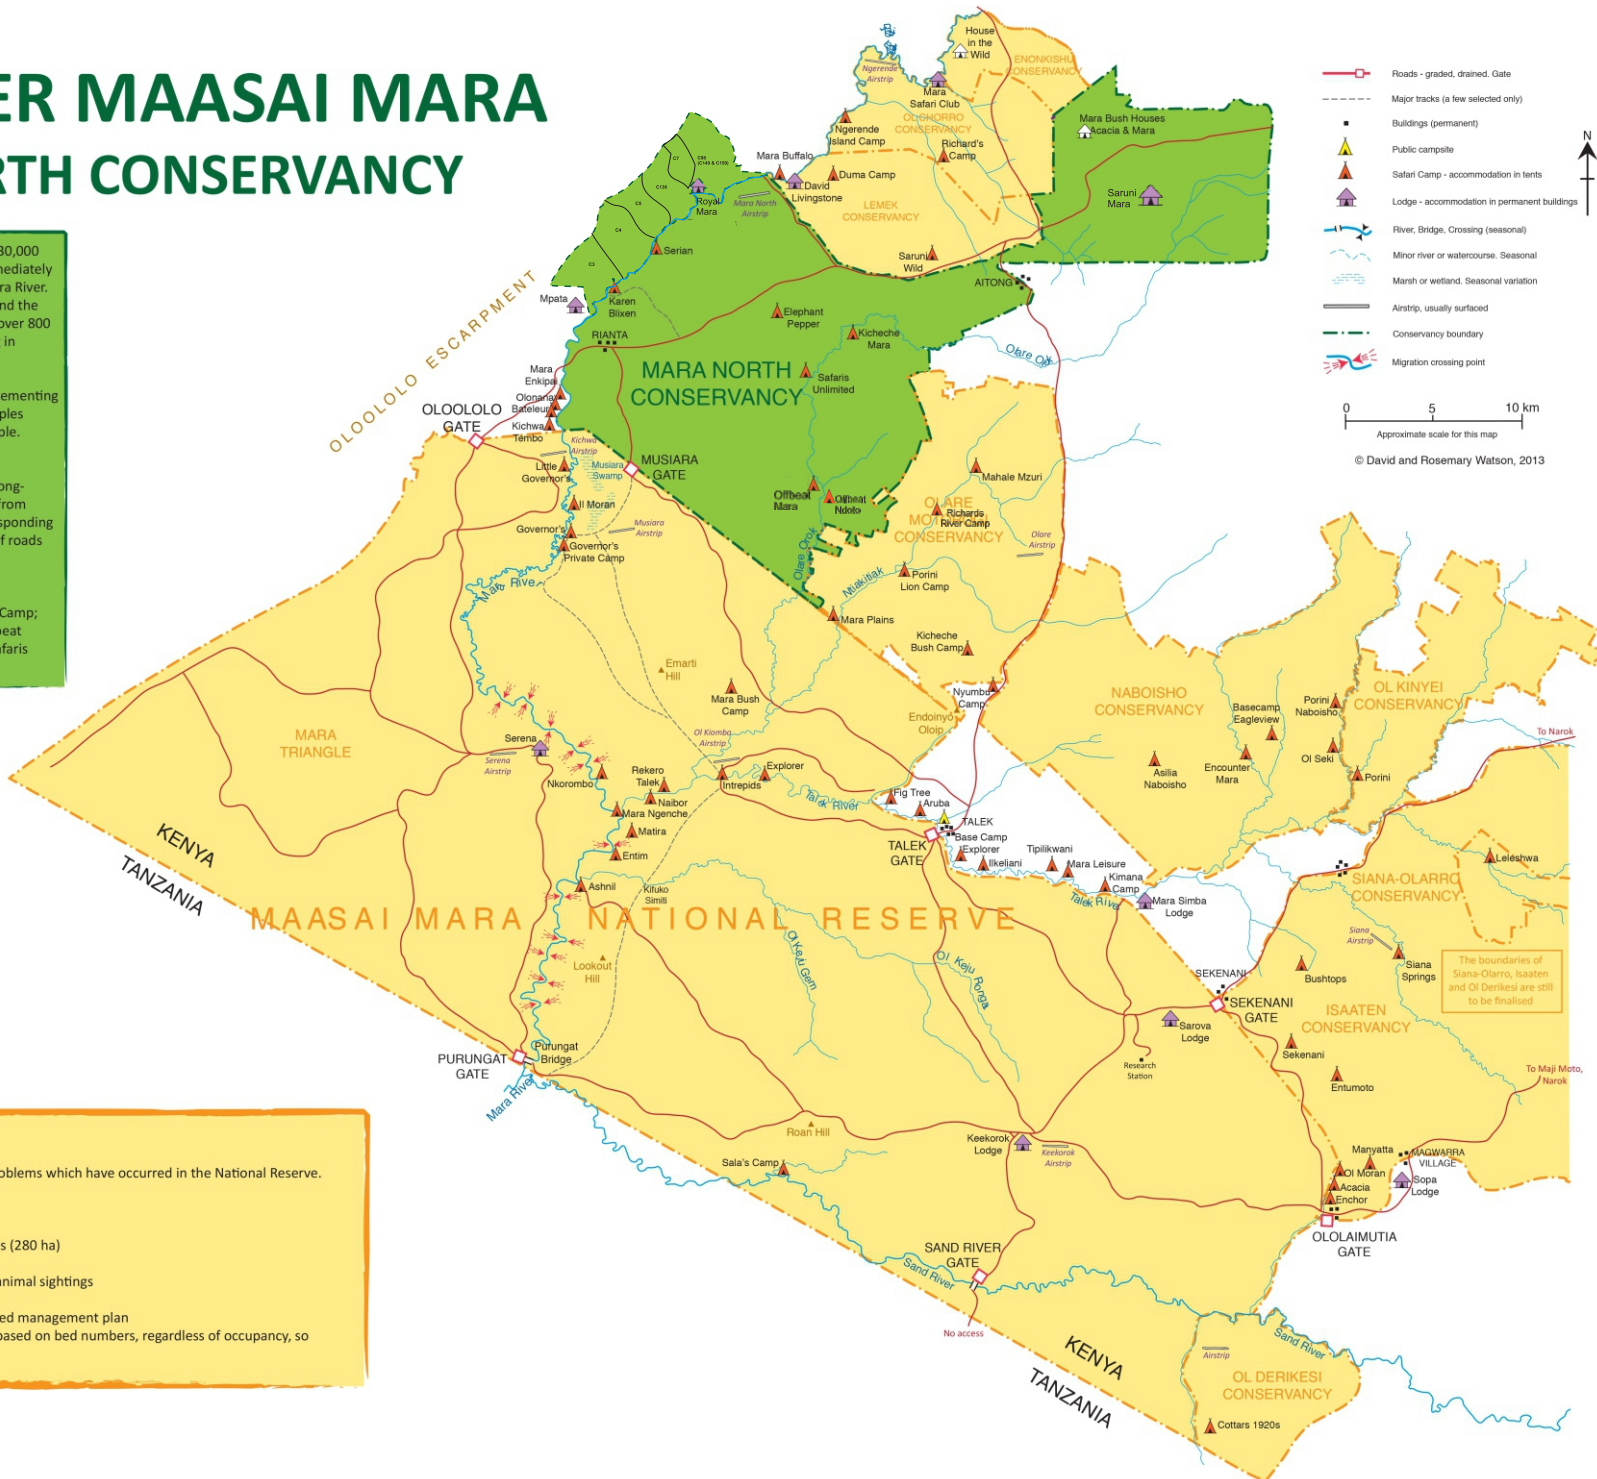 ER MAASAI MARA
RTH CONSERVANCY
30,000
mediately
ra River.
nd the
over 800
in
ementing
ples
ple.
ong-
from
sponding
f roads
Camp;
beat
afaris
oblems which have occurred in the National Reserve.
s (280 ha)
animal sightings
ed management plan
based on bed numbers, regardless of occupancy, so
Roads - graded, drained. Gate
Major tracks (a few selected only)
Buildings (permanent)
Public campsite
Safari Camp - accommodation in tents
Lodge - accommodation in permanent buildings
River, Bridge, Crossing (seasonal)
Minor river or watercourse. Seasonal
Marsh or wetland. Seasonal variation
Airstrip, usually surfaced
Conservancy boundary
Migration crossing point
N
0 5 10 km
Approximate scale for this map
© David and Rosemary Watson, 2013
House
in the
Wild
ENONKISHU
CONSERVANCY
Ngerende
Airstrip
Mara
Safari Club
OLCHORRO
CONSERVANCY
Ngerende
Island Camp
Richard's
Camp
Mara Bush Houses
Acacia & Mara
Saruni
Mara
Mara Buffalo
David
Livingstone
Duma Camp
LEMEK
CONSERVANCY
Saruni
Wild
AITONG
C7
C4
C5
C3
Royal
Mara
Mara North
Airstrip
Serian
Mpata
Karen
Blixen
RIANTA
Elephant
Pepper
Kicheche
Mara
Safaris
Unlimited
MARA NORTH
CONSERVANCY
Olare Orok
OLOOLOLO ESCARPMENT
Mara
Enkipai
Olonana
Bateleur
Kichwa
Tembo
OLOOLOLO
GATE
Kichwa
Airstrip
Little
Governor's
Musiara
Swamp
MUSIARA
GATE
Il Moran
Governor's
Musiara
Airstrip
Governor's
Private Camp
Mara River
Offbeat
Mara
Offbeat
Ndoto
Mahale Mzuri
OLARE
MOTOROGI
CONSERVANCY
Richards
River Camp
Olare
Airstrip
Ntiakitiak
Porini
Lion Camp
Mara Plains
Kicheche
Bush Camp
Nyumbu
Camp
Endoinyo
Oloip
Emarti
Hill
Mara Bush
Camp
Ol Kiombo
Airstrip
MARA
TRIANGLE
Serena
Serena
Airstrip
Nkorombo
Rekero
Talek
Naibor
Mara Ngenche
Matira
Entim
Intrepids
Explorer
Talek River
Fig Tree
Aruba
TALEK
TALEK
GATE
Base Camp
Explorer
Ilkeliani
Tipilikwani
Mara Leisure
Kimana
Camp
Talek River
Mara Simba
Lodge
NABOISHO
CONSERVANCY
Basecamp
Eagleview
Porini
Naboisho
OL KINYEI
CONSERVANCY
Asilia
Naboisho
Encounter
Mara
Ol Seki
Porini
To Narok
KENYA
TANZANIA
Ashnil
Kifuko
Simiti
MAASAI MARA NATIONAL RESERVE
Lookout
Hill
Ol Keju Gem
Ol Keju Ronga
Leleshwa
SIANA-OLARRO
CONSERVANCY
Siana
Airstrip
Siana
Springs
Bushtops
The boundaries of
Siana-Olarro, Isaaten
and Ol Derikesi are still
to be finalised
SEKENANI
SEKENANI
GATE
ISAATEN
CONSERVANCY
Sarova
Lodge
Sekenani
Research
Station
Entumoto
To Maji Moto,
Narok
PURUNGAT
GATE
Purungat
Bridge
Mara River
Roan Hill
Sala's Camp
Keekorok
Lodge
Keekorok
Airstrip
Manyatta
MAGWARRA
VILLAGE
Ol Moran
Acacia
Enchor
Sopa
Lodge
OLOLAIMUTIA
GATE
SAND RIVER
GATE
Sand River
No access
KENYA
TANZANIA
Sand River
Airstrip
OL DERIKESI
CONSERVANCY
Cottars 1920s